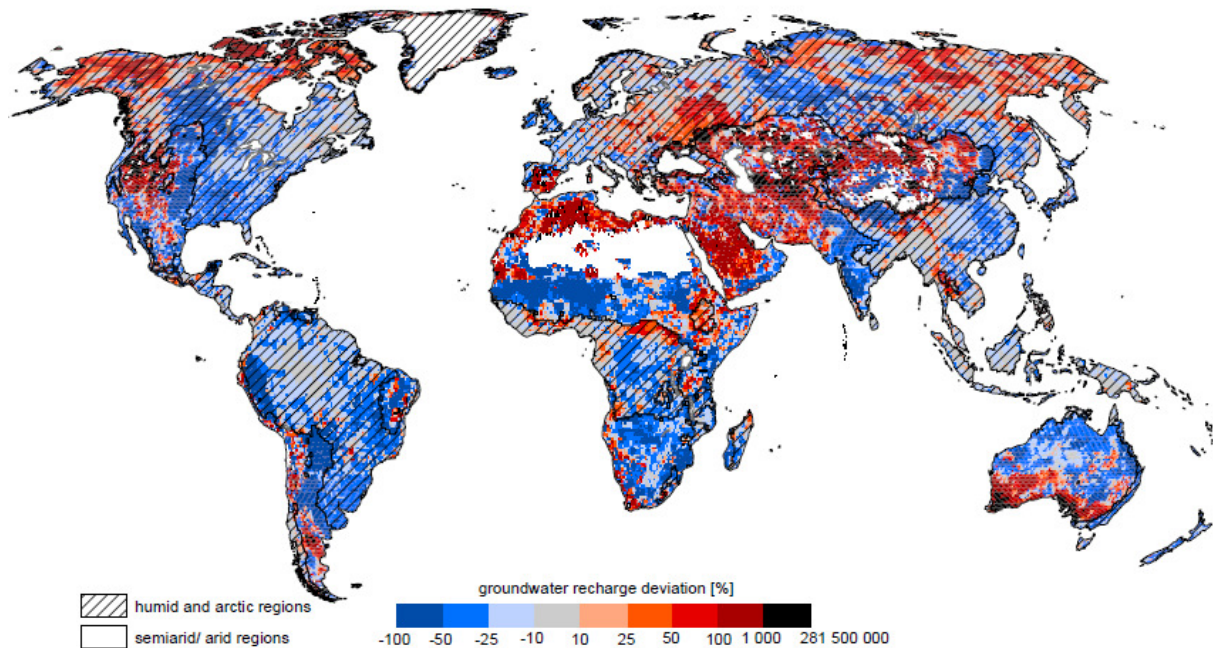 groundwater recharge deviation [%]
humid and arctic regions
semiarid/ arid regions
-100 -50 -25 -10 10 25 50 100 1 000 281 500 000